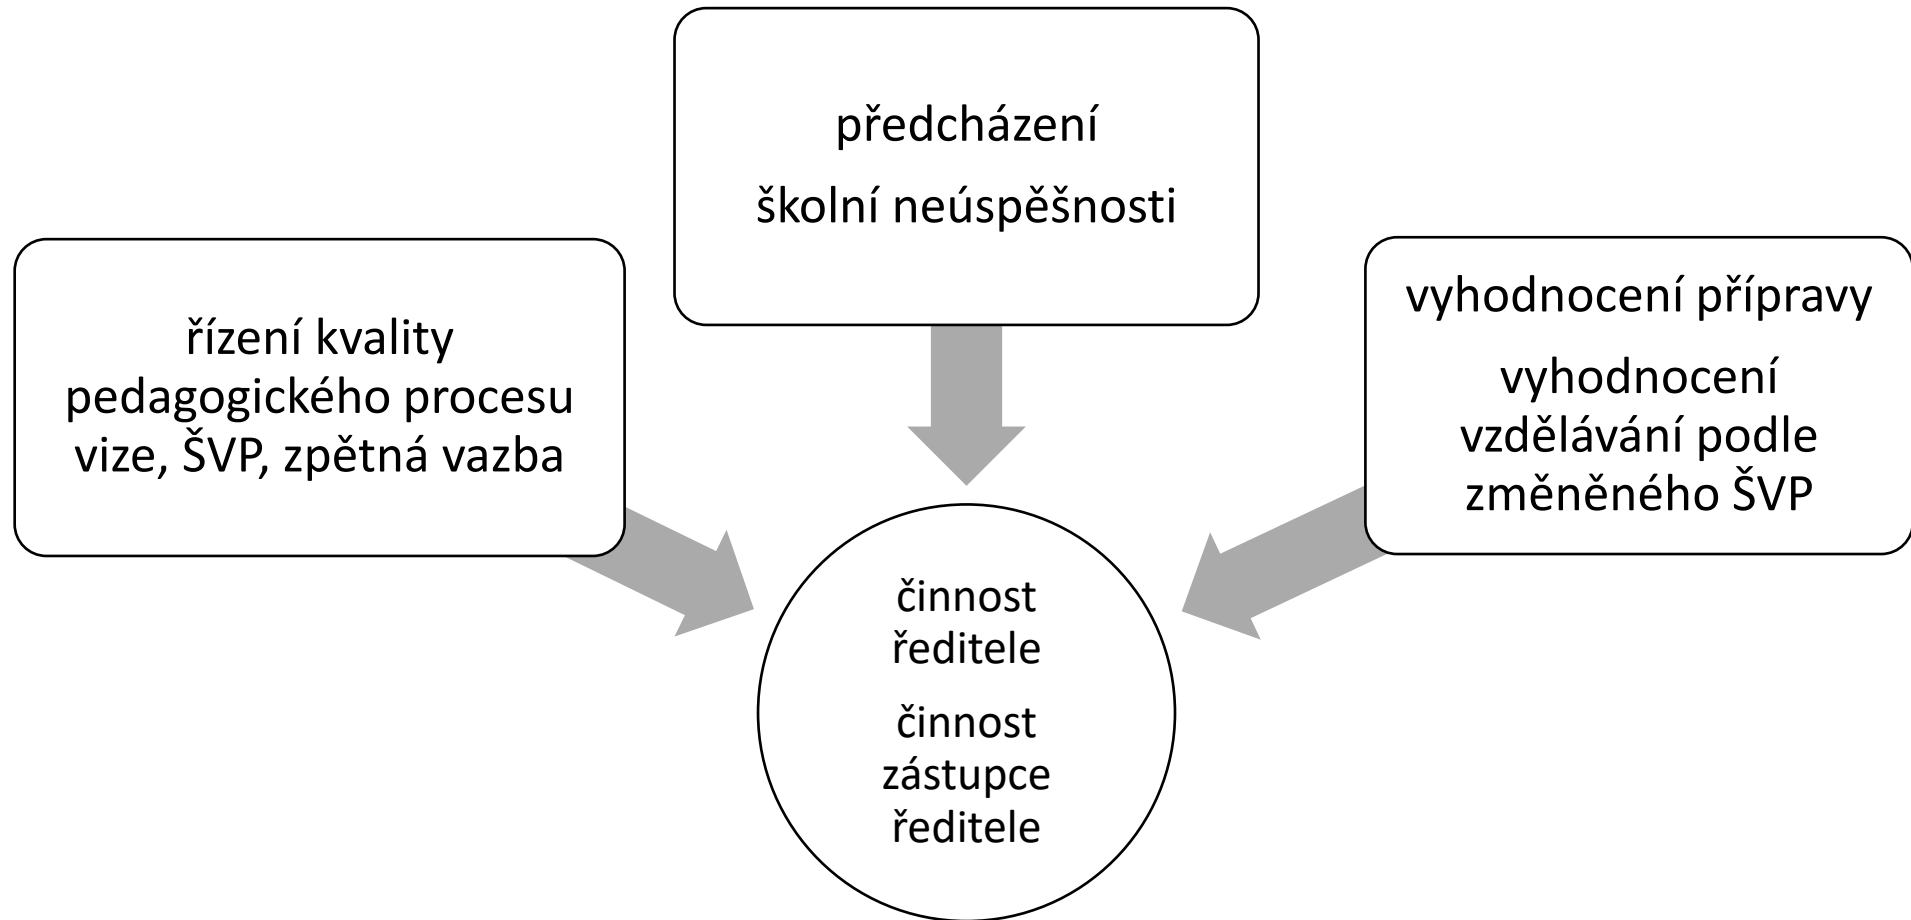 předcházení
školní neúspěšnosti
řízení kvality
pedagogického procesu
vize, ŠVP, zpětná vazba
vyhodnocení přípravy
vyhodnocení
vzdělávání podle
změněného ŠVP
činnost
ředitele
činnost
zástupce
ředitele